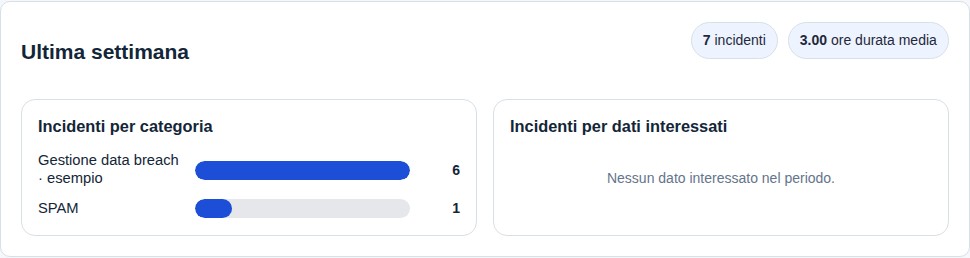 Ultima settimana
7 incidenti
3.00 ore durata media
Incidenti per categoria
Gestione data breach
· esempio
6
SPAM
1
Incidenti per dati interessati
Nessun dato interessato nel periodo.